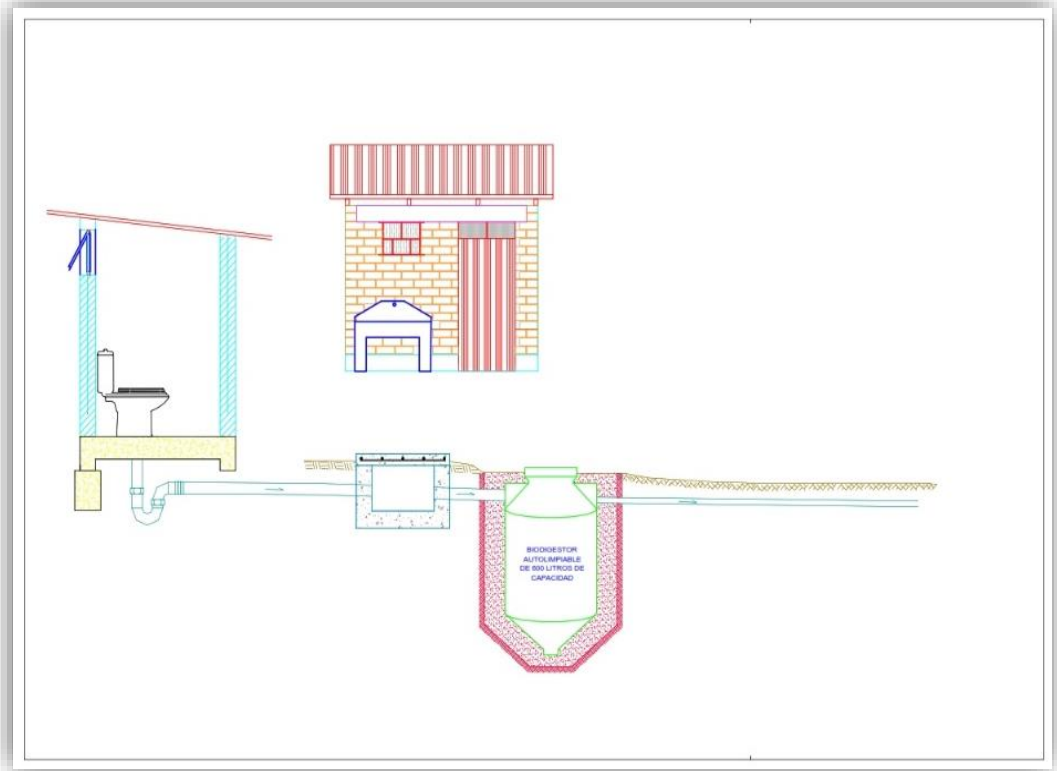 BIODIGESTOR
AUTOLIMPIABLE
DE 600 LITROS DE
CAPACIDAD